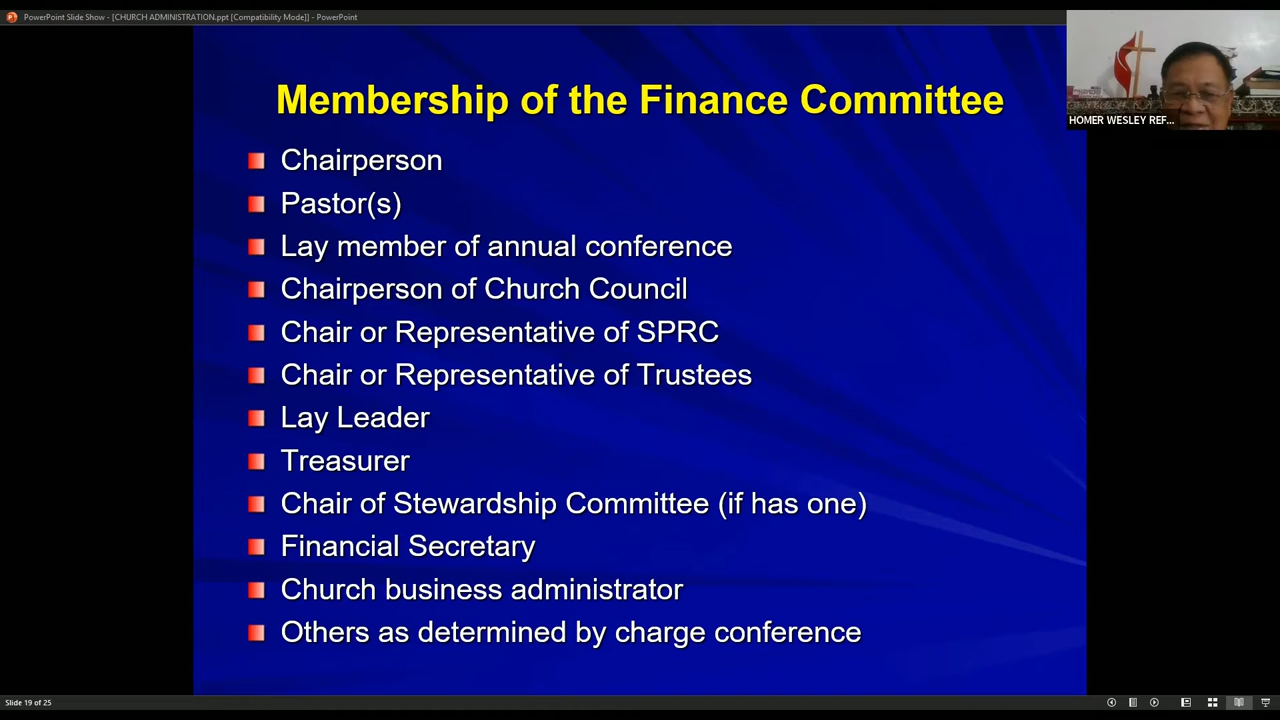 PowerPoint Slide Show - [CHURCH ADMINISTRATION.ppt [Compatibility Mode]] - PowerPoint
HOMER WESLEY REF...
Membership of the Finance Committee
Chairperson
Pastor(s)
Lay member of annual conference
Chairperson of Church Council
Chair or Representative of SPRC
Chair or Representative of Trustees
Lay Leader
Treasurer
Chair of Stewardship Committee (if has one)
Financial Secretary
Church business administrator
Others as determined by charge conference
Slide 19 of 25